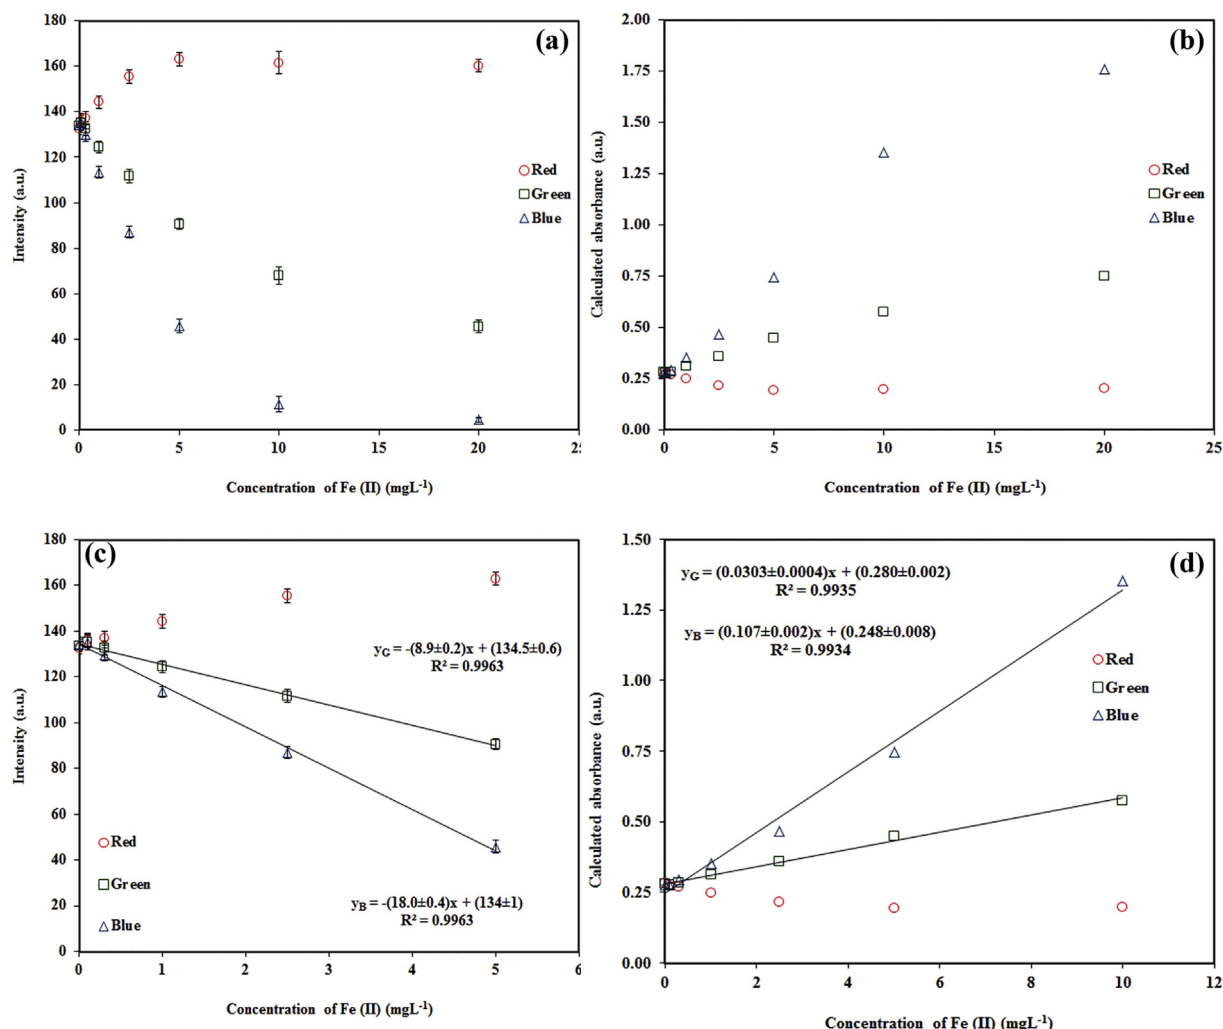 (a)
Intensity (a.u.)
180
160
140
120
100
80
60
40
20
0
0 5 10 15 20 25
Red
Green
Blue
Concentration of Fe (II) (mgL⁻¹)
(b)
Calculated absorbance (a.u.)
2.00
1.75
1.50
1.25
1.00
0.75
0.50
0.25
0.00
0 5 10 15 20 25
Red
Green
Blue
Concentration of Fe (II) (mgL⁻¹)
(c)
Intensity (a.u.)
180
160
140
120
100
80
60
40
20
0
0 1 2 3 4 5 6
y_G = -(8.9±0.2)x + (134.5±0.6)
R² = 0.9963
Red
Green
Blue
y_B = -(18.0±0.4)x + (134±1)
R² = 0.9963
Concentration of Fe (II) (mgL⁻¹)
(d)
Calculated absorbance (a.u.)
1.50
1.25
1.00
0.75
0.50
0.25
0.00
0 2 4 6 8 10 12
y_G = (0.0303±0.0004)x + (0.280±0.002)
R² = 0.9935
y_B = (0.107±0.002)x + (0.248±0.008)
R² = 0.9934
Red
Green
Blue
Concentration of Fe (II) (mgL⁻¹)